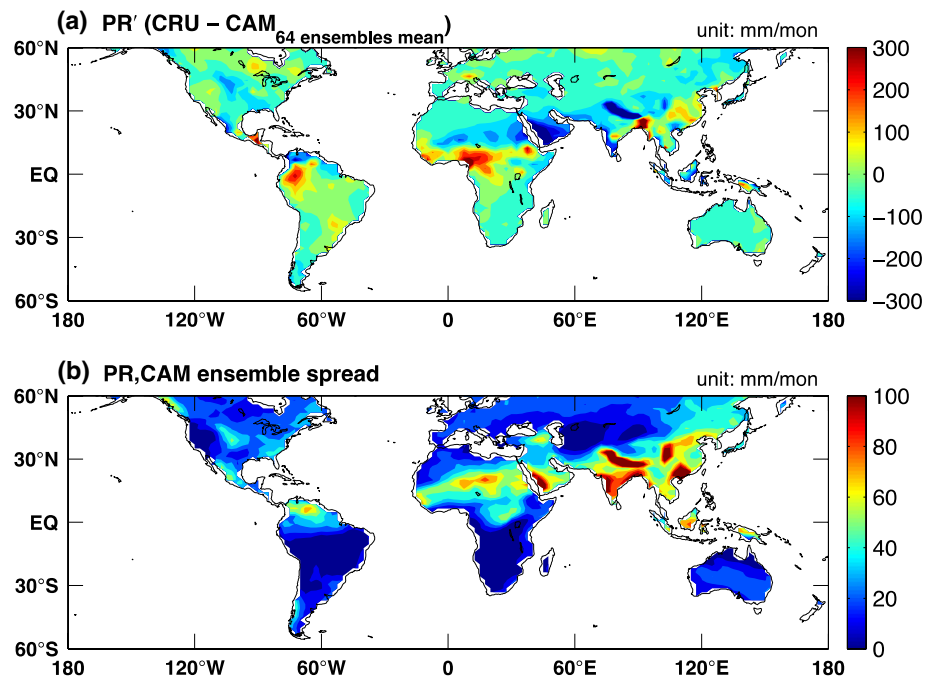 (a) PR′ (CRU – CAM64 ensembles mean)
unit: mm/mon
60°N
30°N
EQ
30°S
60°S
180
120°W
60°W
0
60°E
120°E
180
300
200
100
0
−100
−200
−300
(b) PR,CAM ensemble spread
unit: mm/mon
60°N
30°N
EQ
30°S
60°S
180
120°W
60°W
0
60°E
120°E
180
100
80
60
40
20
0